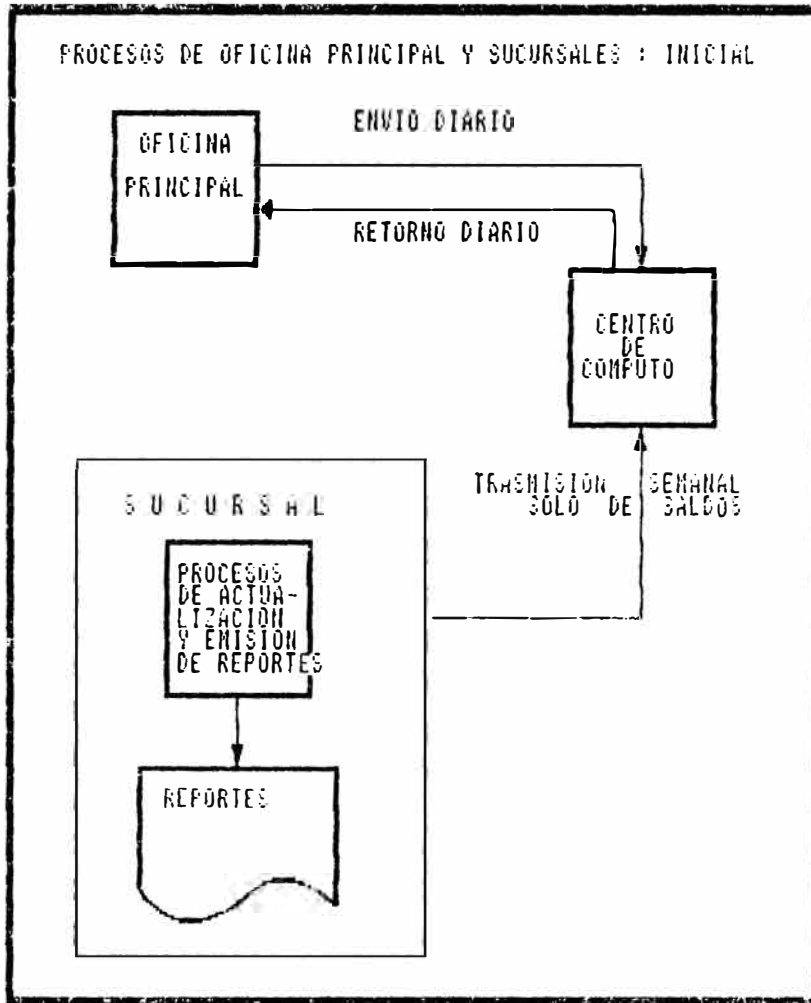 PROCESOS DE OFICINA PRINCIPAL Y SUCURSALES : INICIAL
ENVIO DIARIO
OFICINA
PRINCIPAL
RETORNO DIARIO
CENTRO
DE
COMPUTO
TRASMISION SEMANAL
SOLO DE SALDOS
S U C U R S A L
PROCESOS
DE ACTUA-
LIZACION
Y EMISION
DE REPORTES
REPORTES